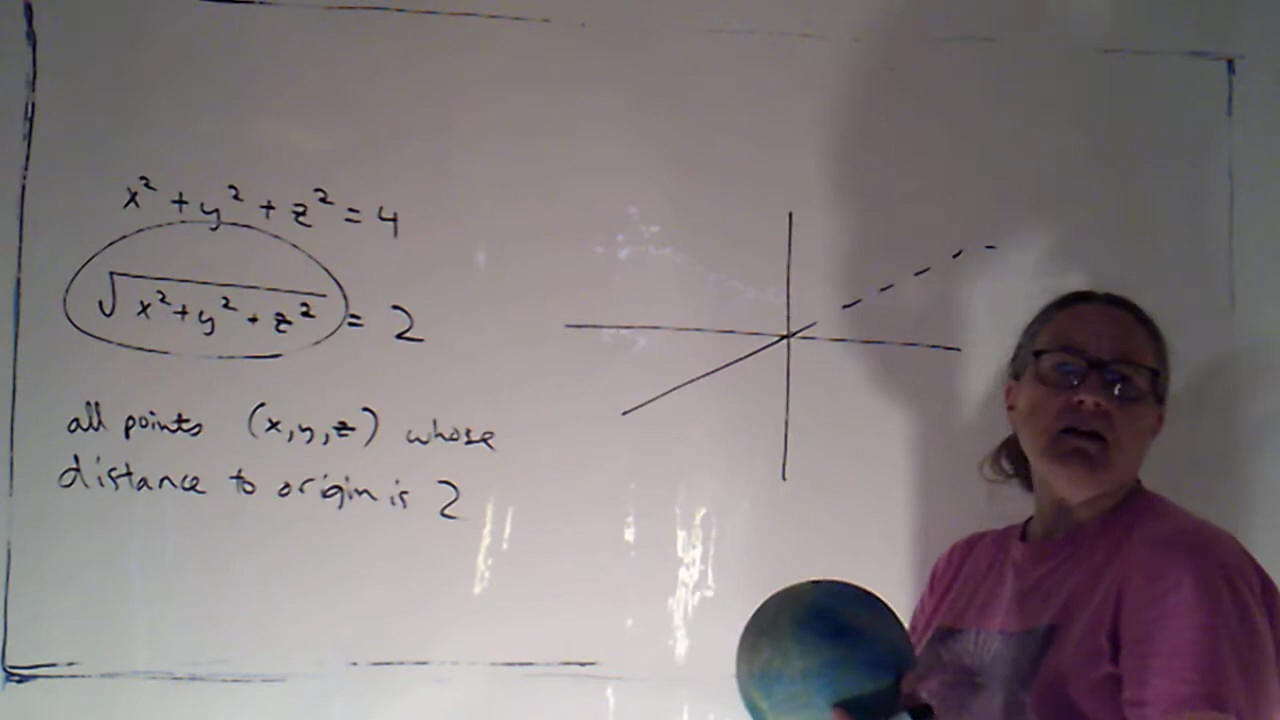 x² + y² + z² = 4
√(x² + y² + z²) = 2
all points (x,y,z) whose
distance to origin is 2